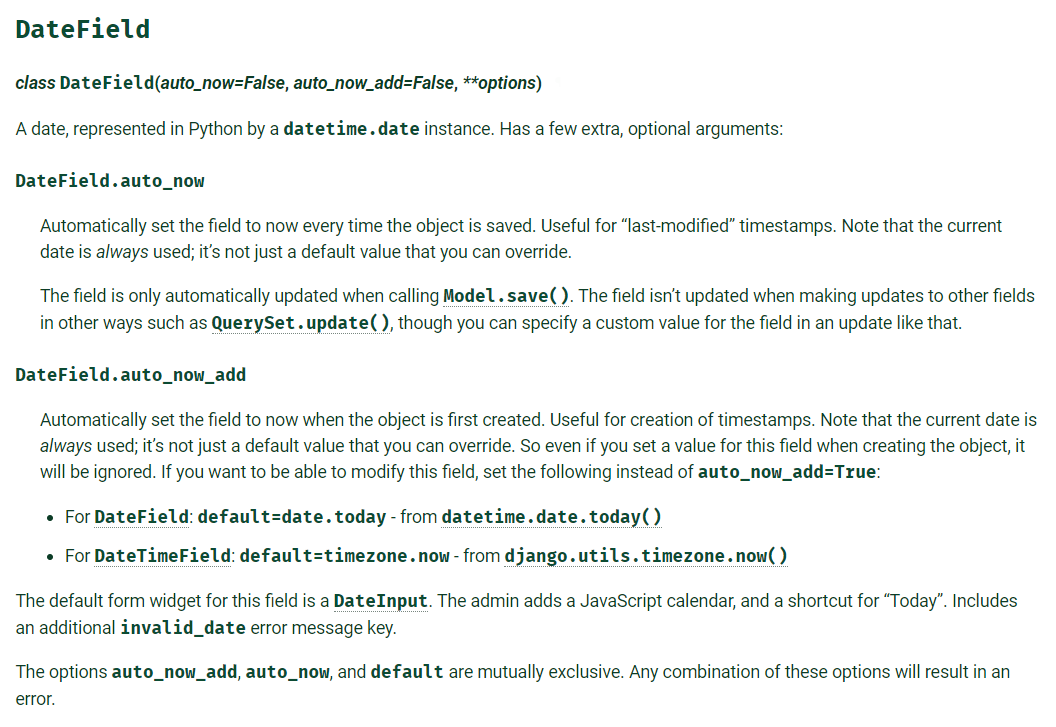 DateField
class DateField(auto_now=False, auto_now_add=False, **options)
A date, represented in Python by a datetime.date instance. Has a few extra, optional arguments:
DateField.auto_now
Automatically set the field to now every time the object is saved. Useful for “last-modified” timestamps. Note that the current
date is always used; it’s not just a default value that you can override.
The field is only automatically updated when calling Model.save(). The field isn’t updated when making updates to other fields
in other ways such as QuerySet.update(), though you can specify a custom value for the field in an update like that.
DateField.auto_now_add
Automatically set the field to now when the object is first created. Useful for creation of timestamps. Note that the current date is
always used; it’s not just a default value that you can override. So even if you set a value for this field when creating the object, it
will be ignored. If you want to be able to modify this field, set the following instead of auto_now_add=True:
• For DateField: default=date.today - from datetime.date.today()
• For DateTimeField: default=timezone.now - from django.utils.timezone.now()
The default form widget for this field is a DateInput. The admin adds a JavaScript calendar, and a shortcut for “Today”. Includes
an additional invalid_date error message key.
The options auto_now_add, auto_now, and default are mutually exclusive. Any combination of these options will result in an
error.